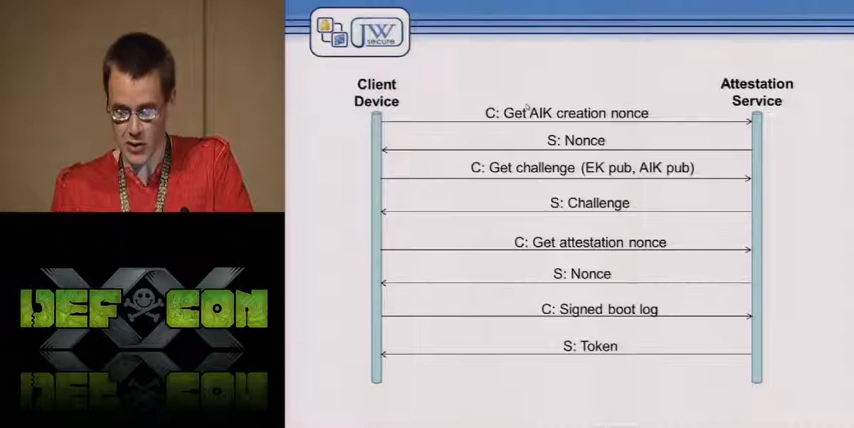 JW
secure
Client
Device
Attestation
Service
C: Get AIK creation nonce
S: Nonce
C: Get challenge (EK pub, AIK pub)
S: Challenge
C: Get attestation nonce
S: Nonce
C: Signed boot log
S: Token
DEF CON
XX